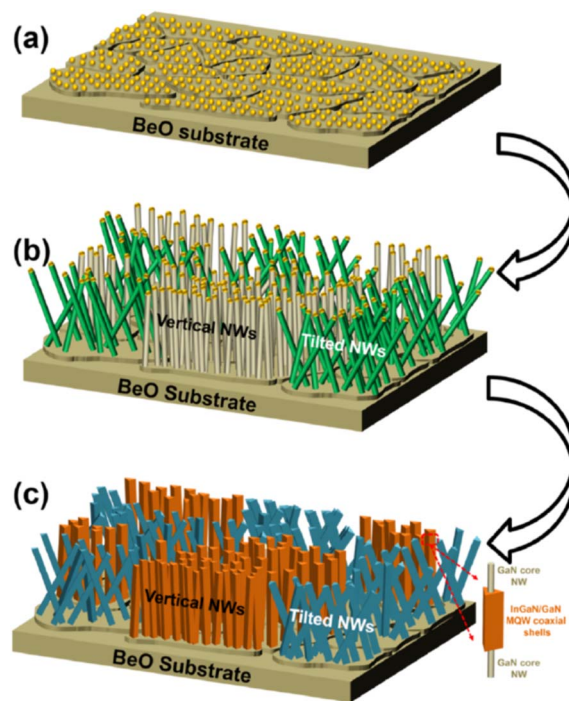 (a)
BeO substrate
(b)
Vertical NWs
Tilted NWs
BeO Substrate
(c)
GaN core
NW
Vertical NWs
InGaN/GaN
MQW coaxial
shells
Tilted NWs
GaN core
NW
BeO Substrate